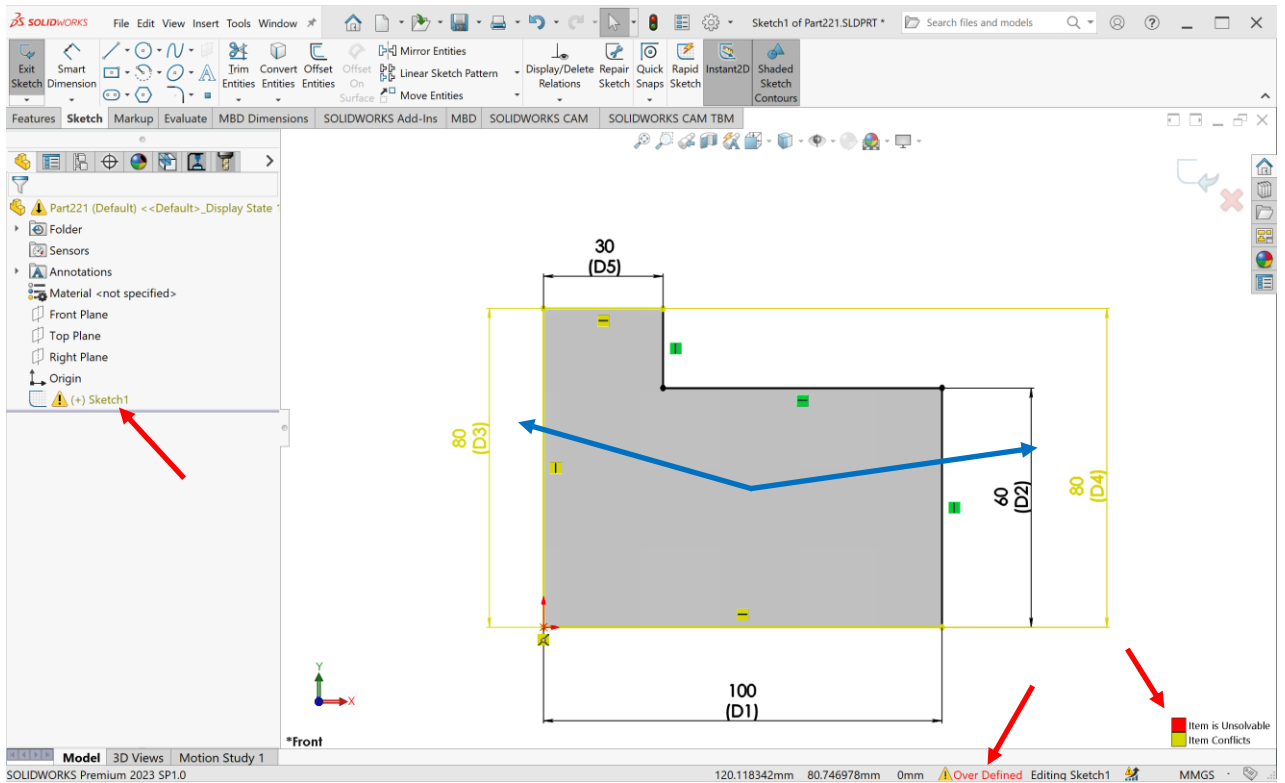 SOLIDWORKS File Edit View Insert Tools Window Sketch1 of Part221.SLDPRT * Search files and models
Exit Sketch
Smart Dimension
Trim Entities
Convert Entities
Offset Entities
Offset On Surface
Mirror Entities
Linear Sketch Pattern
Move Entities
Display/Delete Relations
Repair Sketch
Quick Snaps
Rapid Sketch
Instant2D
Shaded Sketch Contours
Features Sketch Markup Evaluate MBD Dimensions SOLIDWORKS Add-Ins MBD SOLIDWORKS CAM SOLIDWORKS CAM TBM
Part221 (Default) <<Default>_Display State 1
Folder
Sensors
Annotations
Material <not specified>
Front Plane
Top Plane
Right Plane
Origin
(+) Sketch1
30
(D5)
80
(D3)
60
(D2)
80
(D4)
100
(D1)
Y
X
*Front
Item is Unsolvable
Item Conflicts
Model 3D Views Motion Study 1
SOLIDWORKS Premium 2023 SP1.0 120.118342mm 80.746978mm 0mm Over Defined Editing Sketch1 MMGS